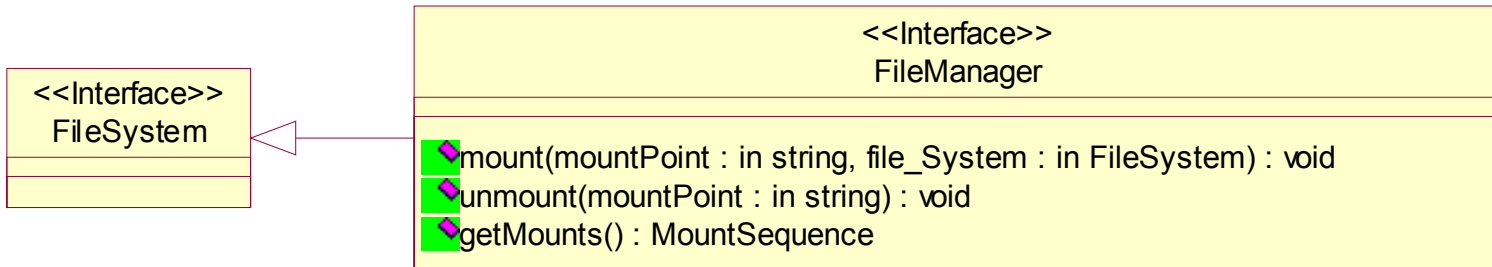 <<Interface>>
FileSystem
<<Interface>>
FileManager
mount(mountPoint : in string, file_System : in FileSystem) : void
unmount(mountPoint : in string) : void
getMounts() : MountSequence